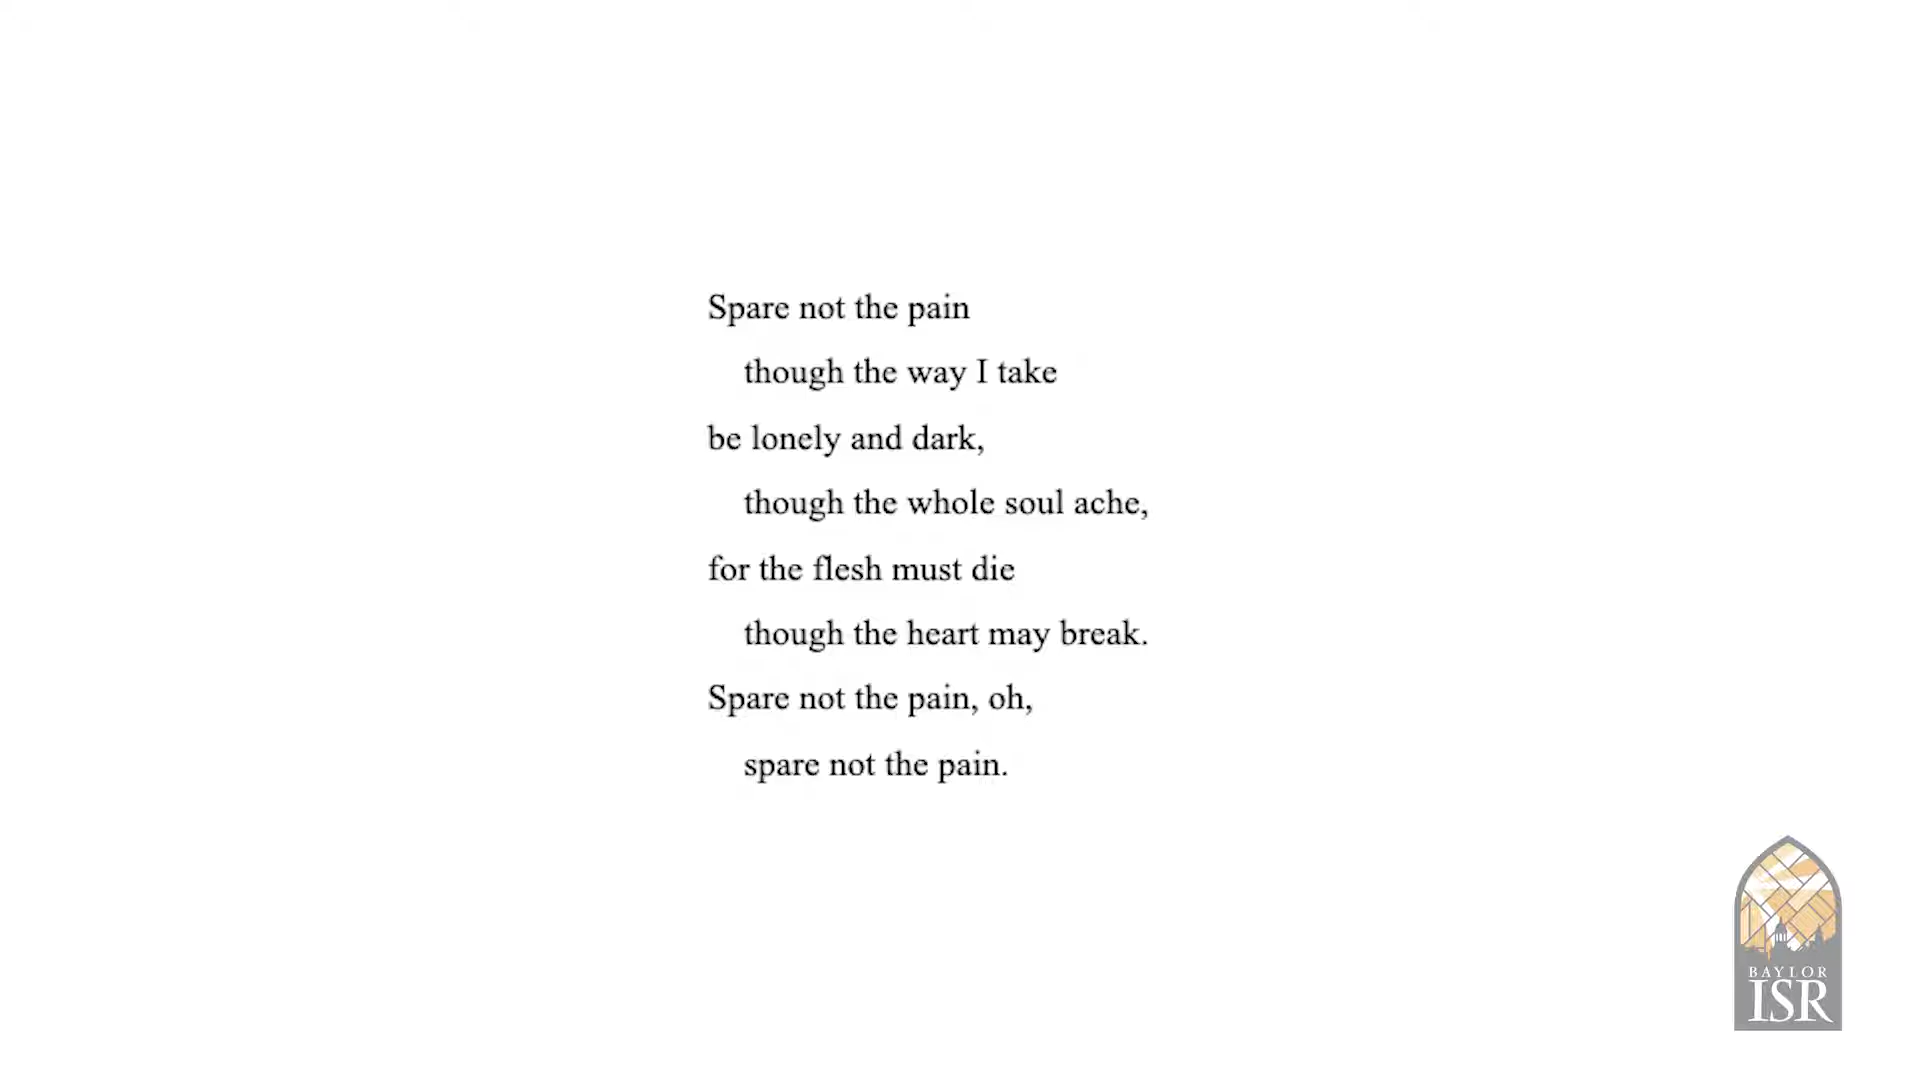 Spare not the pain
though the way I take
be lonely and dark,
though the whole soul ache,
for the flesh must die
though the heart may break.
Spare not the pain, oh,
spare not the pain.
BAYLOR
ISR